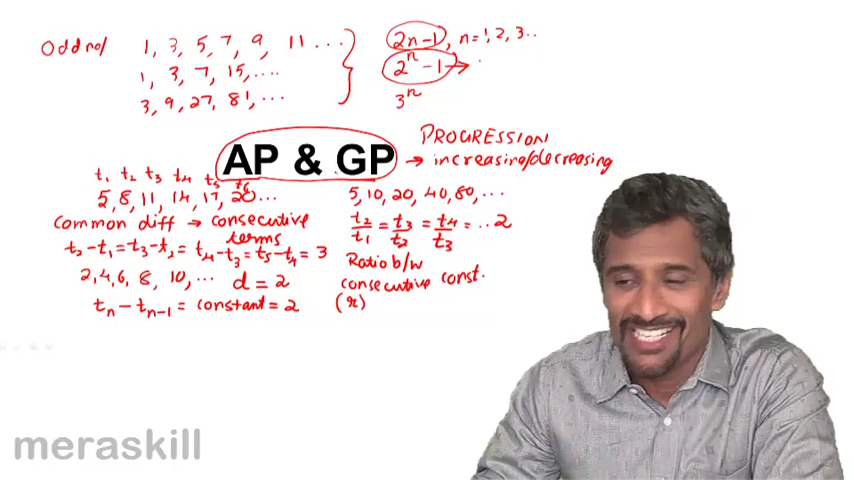 Odd no/ 1, 3, 5, 7, 9, 11 ... 2n-1, n=1,2,3..
1, 3, 7, 15, .... 2ⁿ-1 →
3, 9, 27, 81, ... 3ⁿ
PROGRESSION
AP & GP → increasing/decreasing
t₁ t₂ t₃ t₄ t₅ t₆
5, 8, 11, 14, 17, 20...
5, 10, 20, 40, 80, ...
Common diff → consecutive terms
t₂-t₁=t₃-t₂=t₄-t₃=t₅-t₄=3
2,4,6, 8, 10, ... d = 2
tₙ - tₙ₋₁ = constant = 2
t₂/t₁ = t₃/t₂ = t₄/t₃ = .. 2
Ratio b/w
consecutive const.
(r)
meraskill